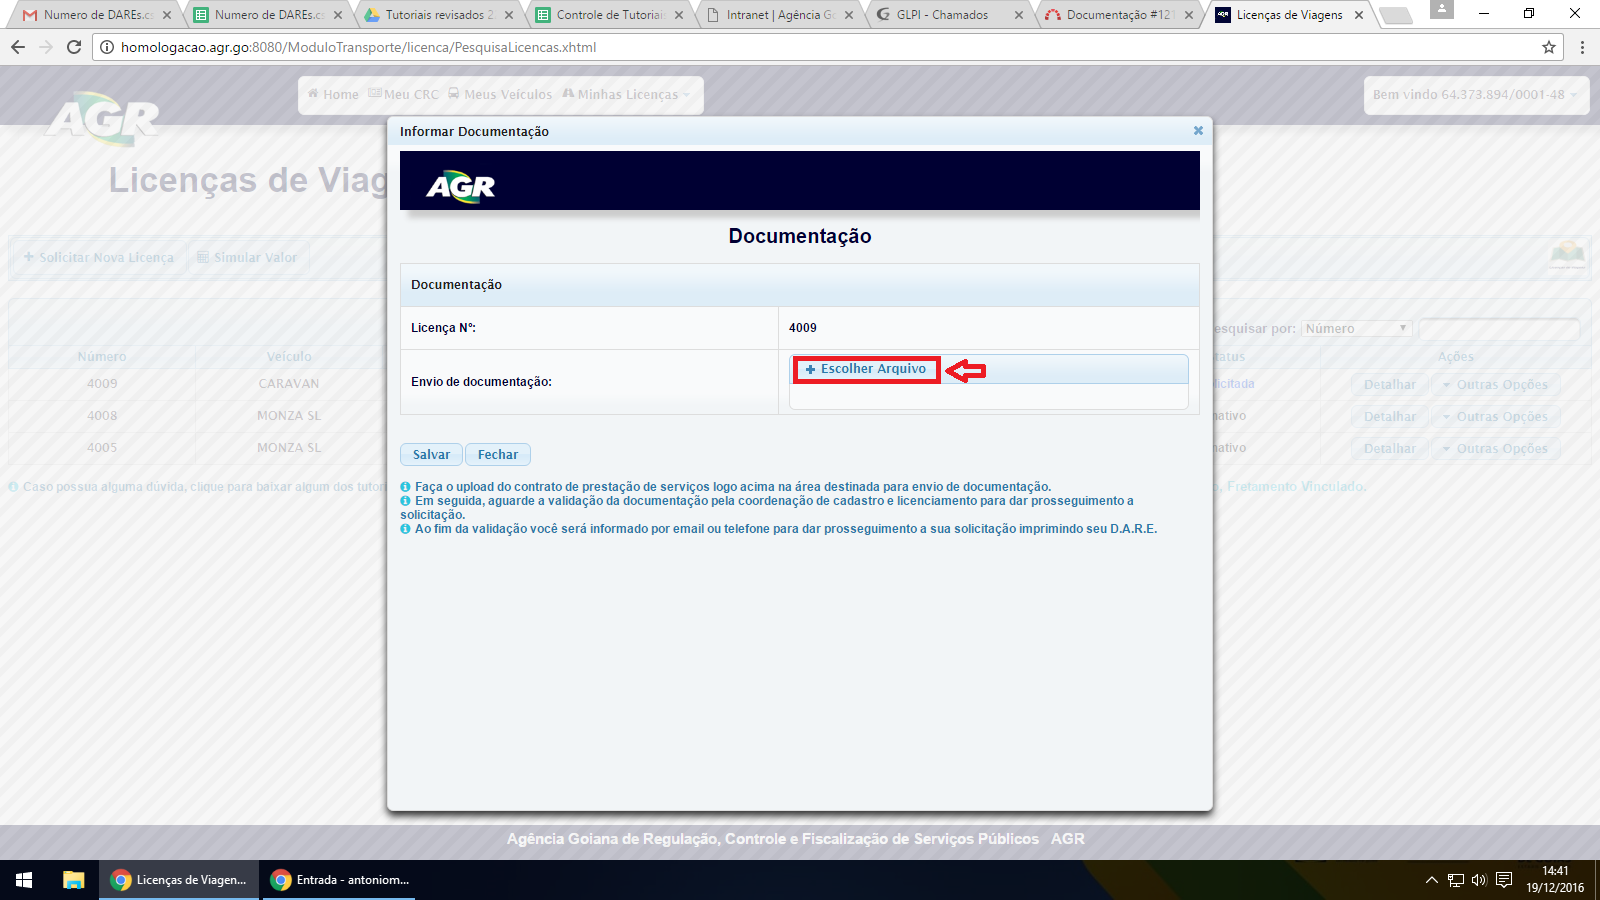 Numero de DAREs.cs
Numero de DAREs.cs
Tutoriais revisados 2
Controle de Tutoriai
Intranet | Agência Go
GLPI - Chamados
Documentação #121
Licenças de Viagens
homologacao.agr.go:8080/ModuloTransporte/licenca/PesquisaLicencas.xhtml
AGR
Home
Meu CRC
Meus Veículos
Minhas Licenças
Bem vindo 64.373.894/0001-48
Informar Documentação
AGR
Licenças de Viag
Documentação
Solicitar Nova Licença
Simular Valor
Documentação
Licença Nº:
4009
Envio de documentação:
Escolher Arquivo
esquisar por:
Número
Número
Veículo
tatus
Ações
4009
CARAVAN
licitada
Detalhar
Outras Opções
4008
MONZA SL
nativo
Detalhar
Outras Opções
4005
MONZA SL
nativo
Detalhar
Outras Opções
Salvar
Fechar
Caso possua alguma dúvida, clique para baixar algum dos tutor
, Fretamento Vinculado.
Faça o upload do contrato de prestação de serviços logo acima na área destinada para envio de documentação.
Em seguida, aguarde a validação da documentação pela coordenação de cadastro e licenciamento para dar prosseguimento a
solicitação.
Ao fim da validação você será informado por email ou telefone para dar prosseguimento a sua solicitação imprimindo seu D.A.R.E.
Agência Goiana de Regulação, Controle e Fiscalização de Serviços Públicos AGR
Licenças de Viagen...
Entrada - antoniom...
14:41
19/12/2016